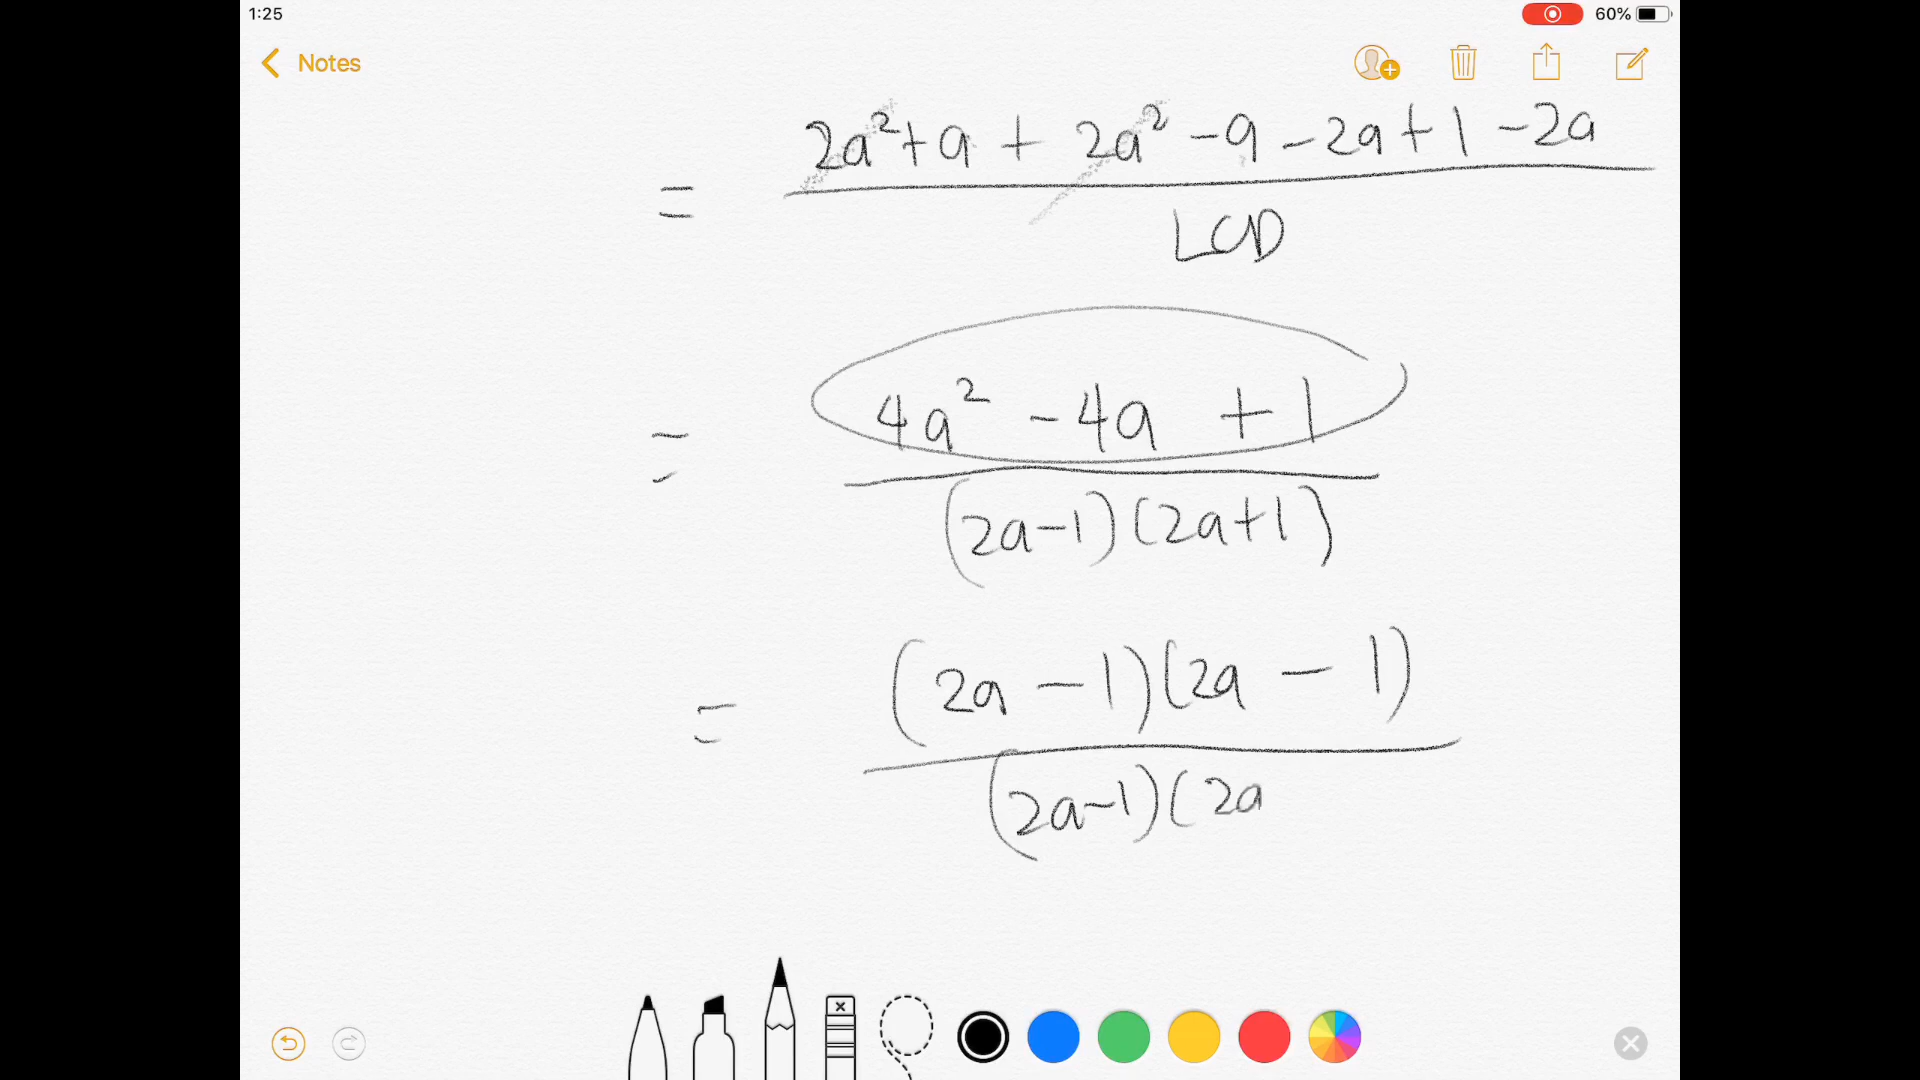 1:25
60%
Notes
2a²+a + 2a² -a -2a+1 -2a
=
LCD
4a² -4a +1
=
(2a-1)(2a+1)
(2a -1)(2a - 1)
=
(2a-1)(2a